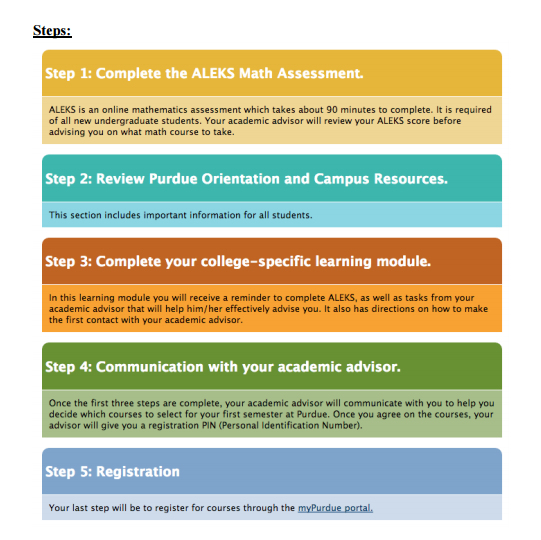 Steps:
Step 1: Complete the ALEKS Math Assessment.
ALEKS is an online mathematics assessment which takes about 90 minutes to complete. It is required
of all new undergraduate students. Your academic advisor will review your ALEKS score before
advising you on what math course to take.
Step 2: Review Purdue Orientation and Campus Resources.
This section includes important information for all students.
Step 3: Complete your college-specific learning module.
In this learning module you will receive a reminder to complete ALEKS, as well as tasks from your
academic advisor that will help him/her effectively advise you. It also has directions on how to make
the first contact with your academic advisor.
Step 4: Communication with your academic advisor.
Once the first three steps are complete, your academic advisor will communicate with you to help you
decide which courses to select for your first semester at Purdue. Once you agree on the courses, your
advisor will give you a registration PIN (Personal Identification Number).
Step 5: Registration
Your last step will be to register for courses through the myPurdue portal.